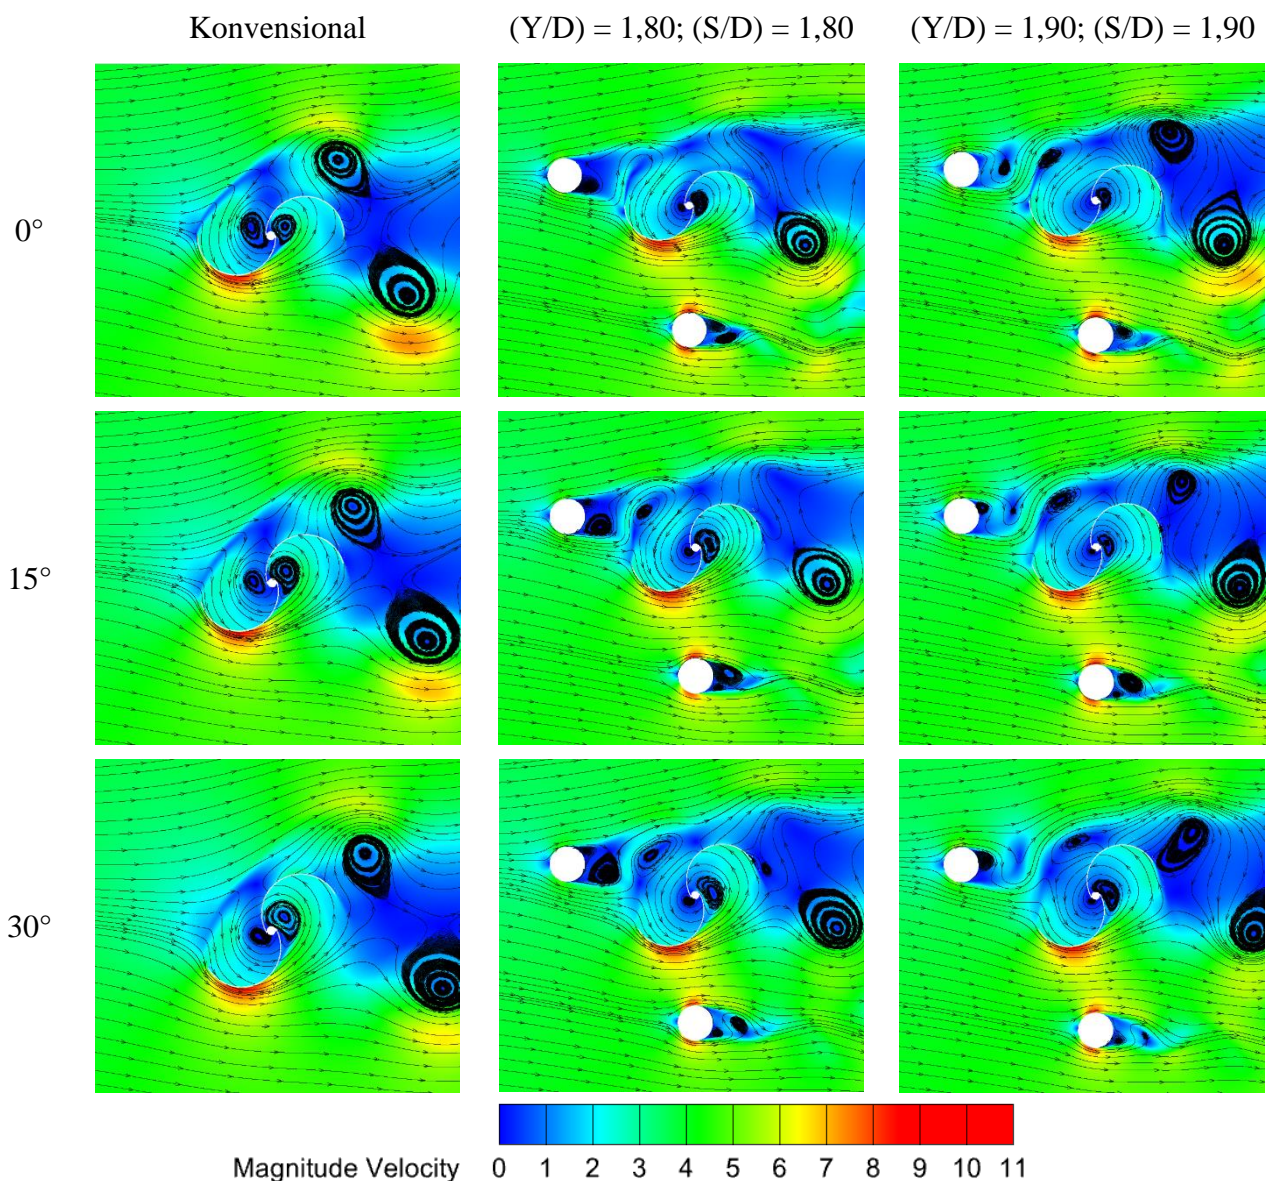 Konvensional (Y/D) = 1,80; (S/D) = 1,80 (Y/D) = 1,90; (S/D) = 1,90
0°
15°
30°
Magnitude Velocity 0 1 2 3 4 5 6 7 8 9 10 11